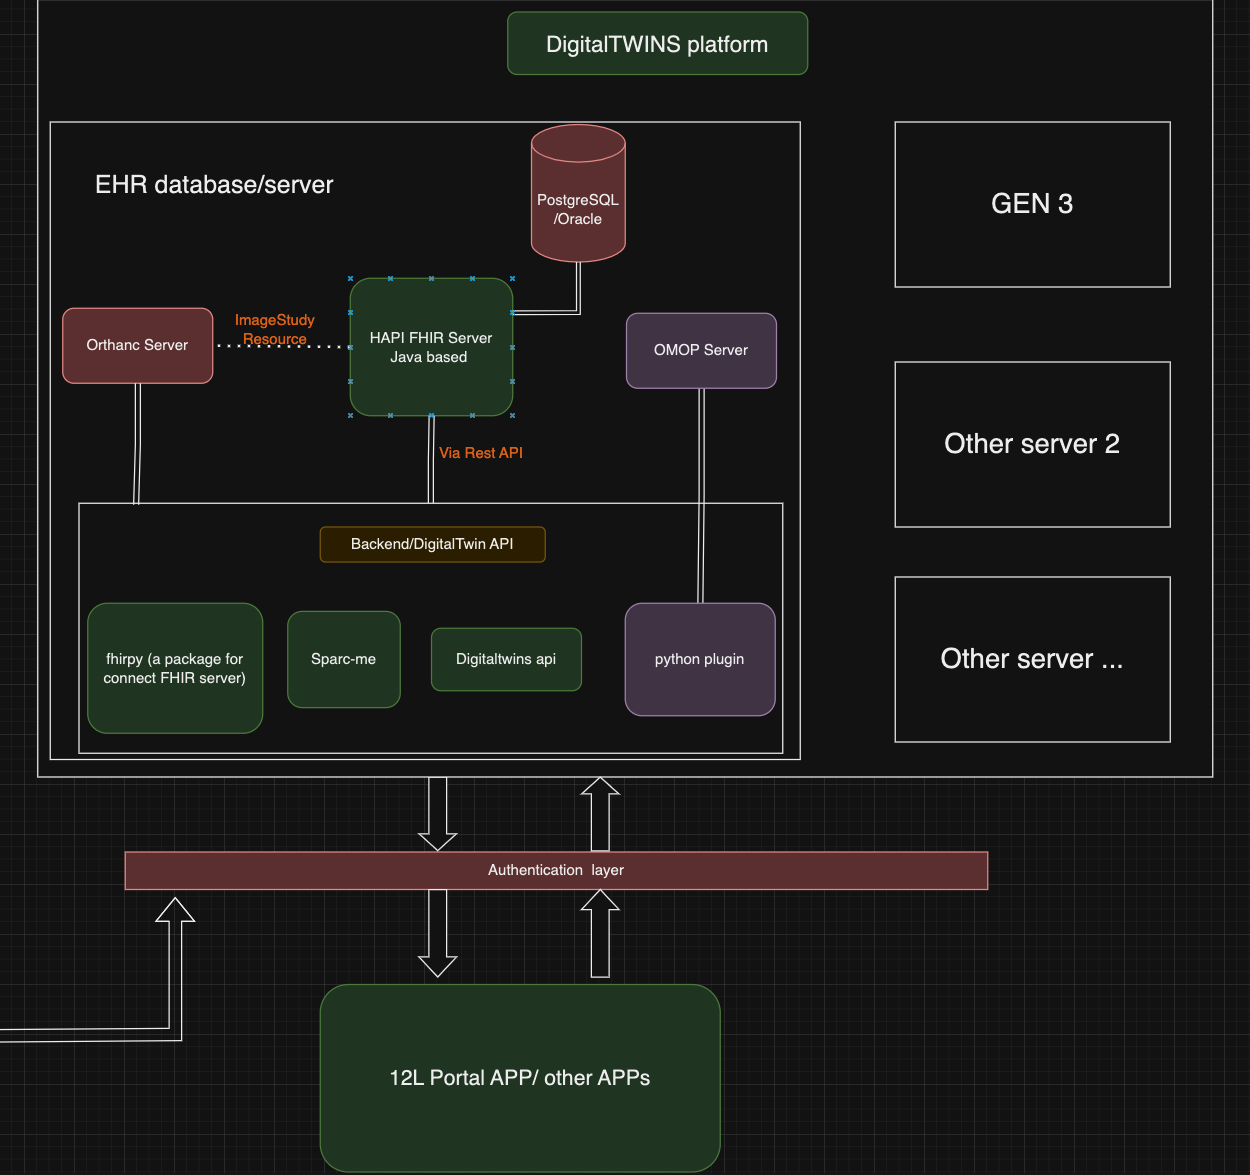 DigitalTWINS platform
EHR database/server
PostgreSQL
/Oracle
GEN 3
ImageStudy
Resource
Orthanc Server
HAPI FHIR Server
Java based
OMOP Server
Via Rest API
Other server 2
Backend/DigitalTwin API
fhirpy (a package for
connect FHIR server)
Sparc-me
Digitaltwins api
python plugin
Other server ...
Authentication layer
12L Portal APP/ other APPs